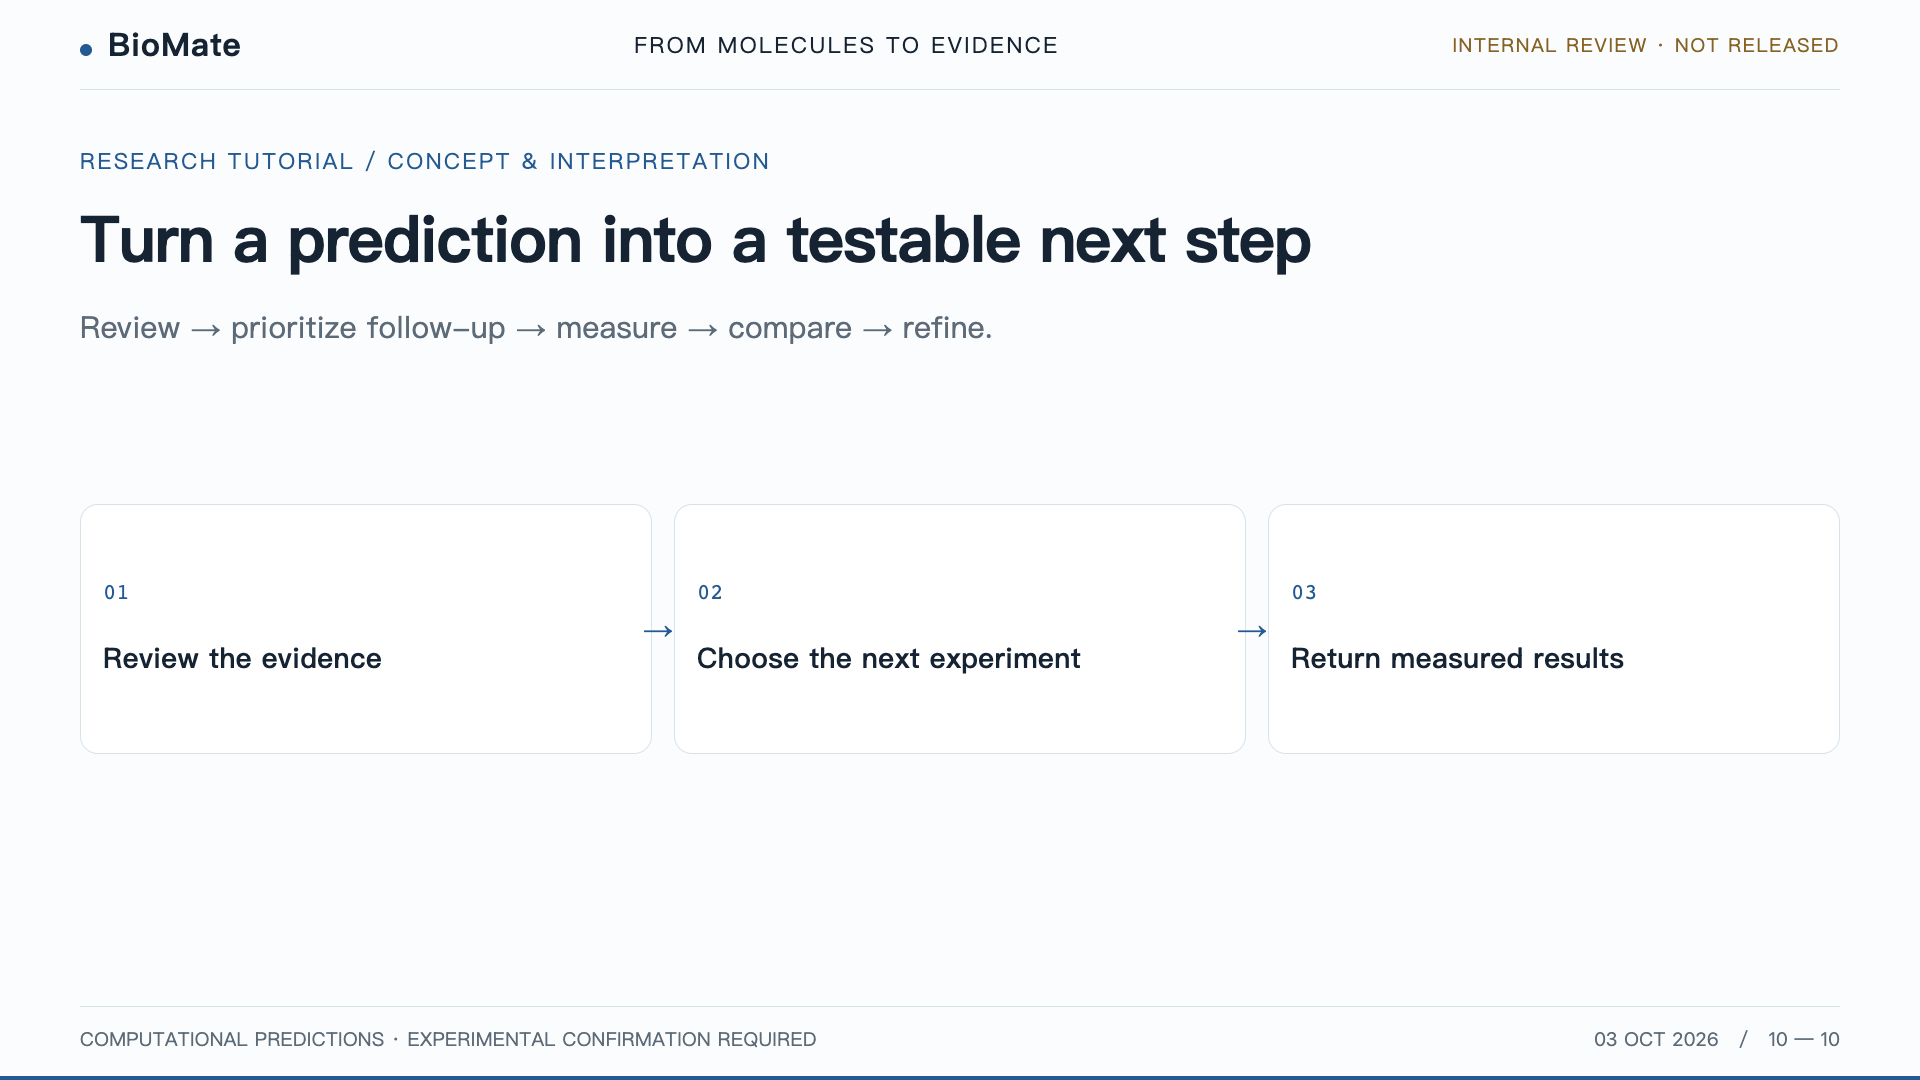 BioMate
FROM MOLECULES TO EVIDENCE
INTERNAL REVIEW · NOT RELEASED
RESEARCH TUTORIAL / CONCEPT & INTERPRETATION
Turn a prediction into a testable next step
Review → prioritize follow-up → measure → compare → refine.
01
Review the evidence
→
02
Choose the next experiment
→
03
Return measured results
COMPUTATIONAL PREDICTIONS · EXPERIMENTAL CONFIRMATION REQUIRED
03 OCT 2026 / 10 — 10